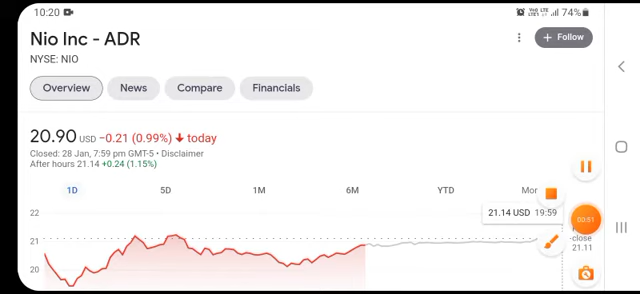 10:20 74%
Nio Inc - ADR
+ Follow
NYSE: NIO
Overview News Compare Financials
20.90 USD −0.21 (0.99%) today
Closed: 28 Jan, 7:59 pm GMT-5 • Disclaimer
After hours 21.14 +0.24 (1.15%)
1D 5D 1M 6M YTD
22
21.14 USD 19:59
00:51
21
close
21.11
20